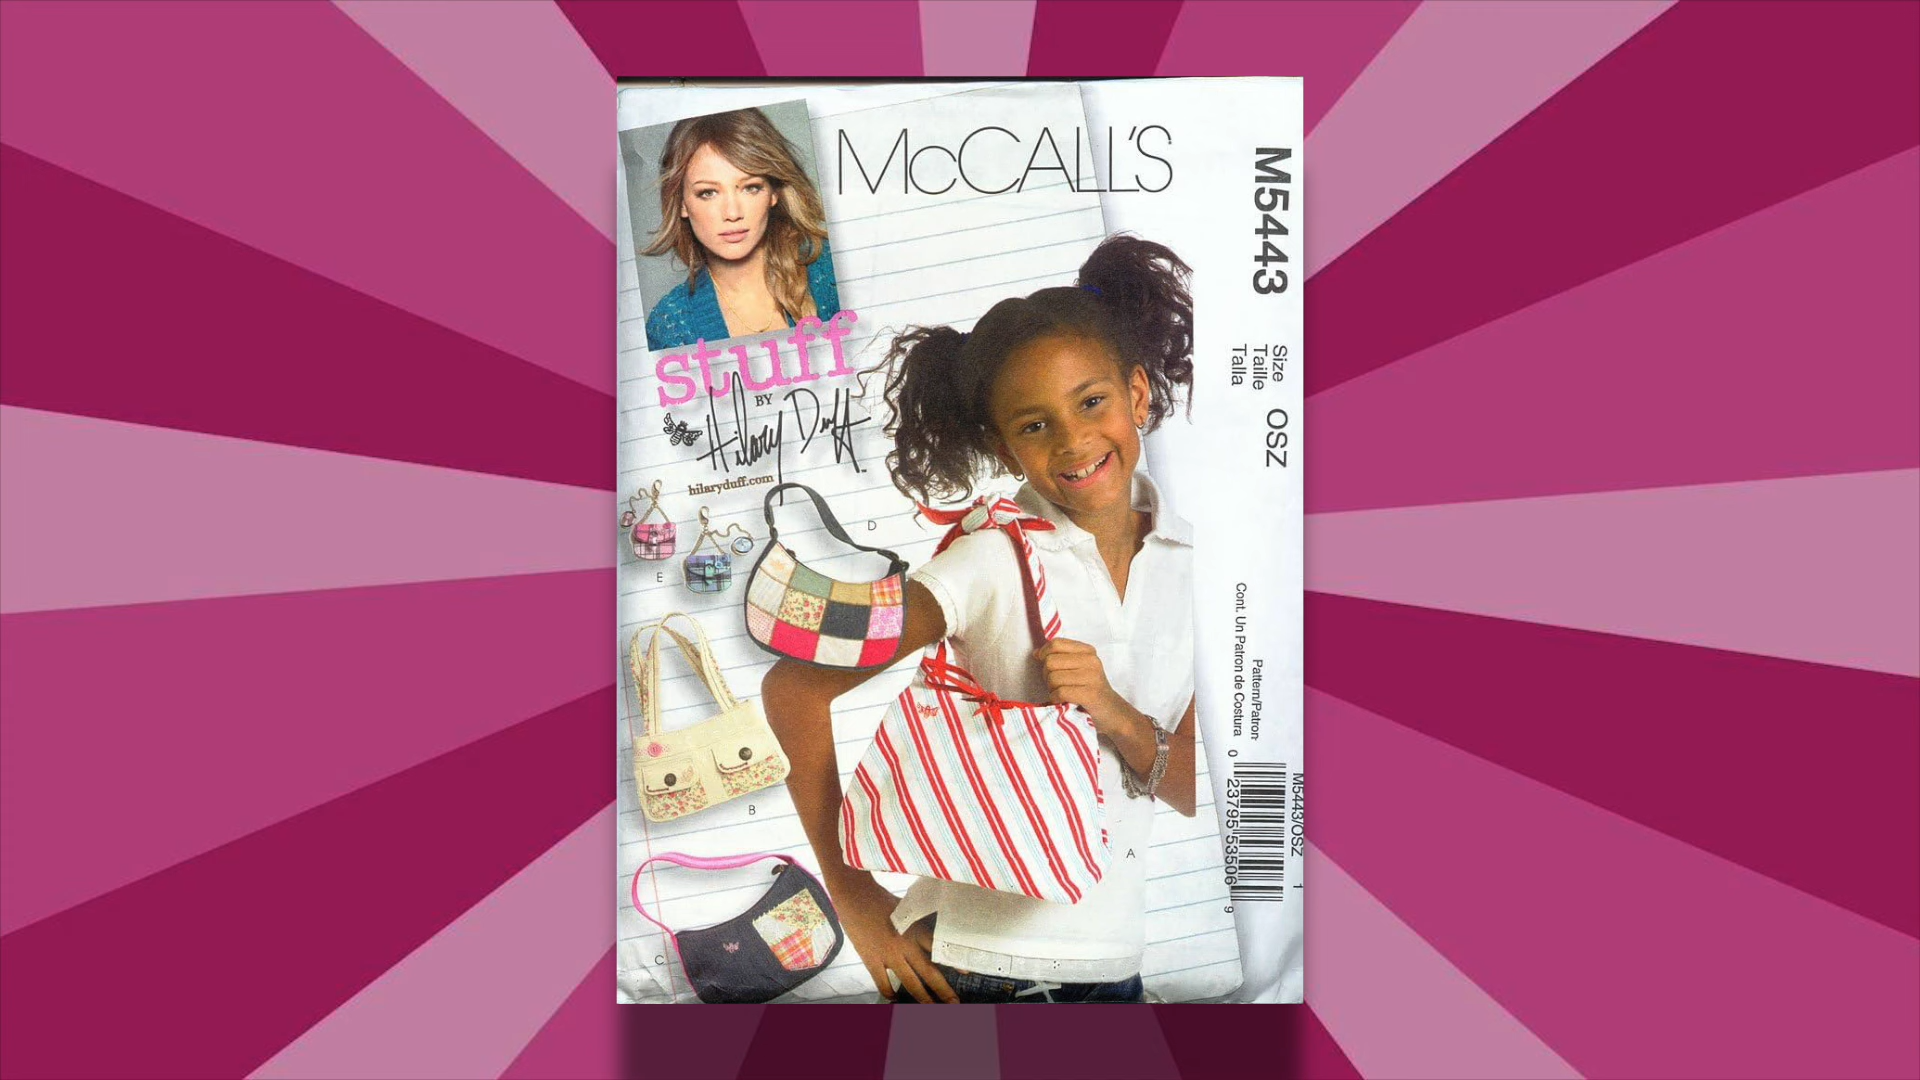 McCALL'S
stuff
BY
Hilary Duff
hilaryduff.com
D
E
B
A
C
M5443
Size
Taille
Talla
OSZ
Pattern/Patron
Cont. Un Patron de Costura
M5443/OSZ
1
0 23795 53506 9